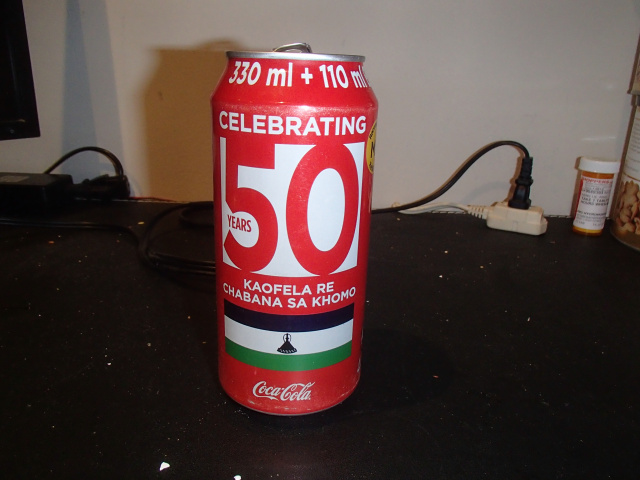 330 ml + 110 ml
CELEBRATING
50
YEARS
KAOFELA RE
CHABANA SA KHOMO
Coca-Cola